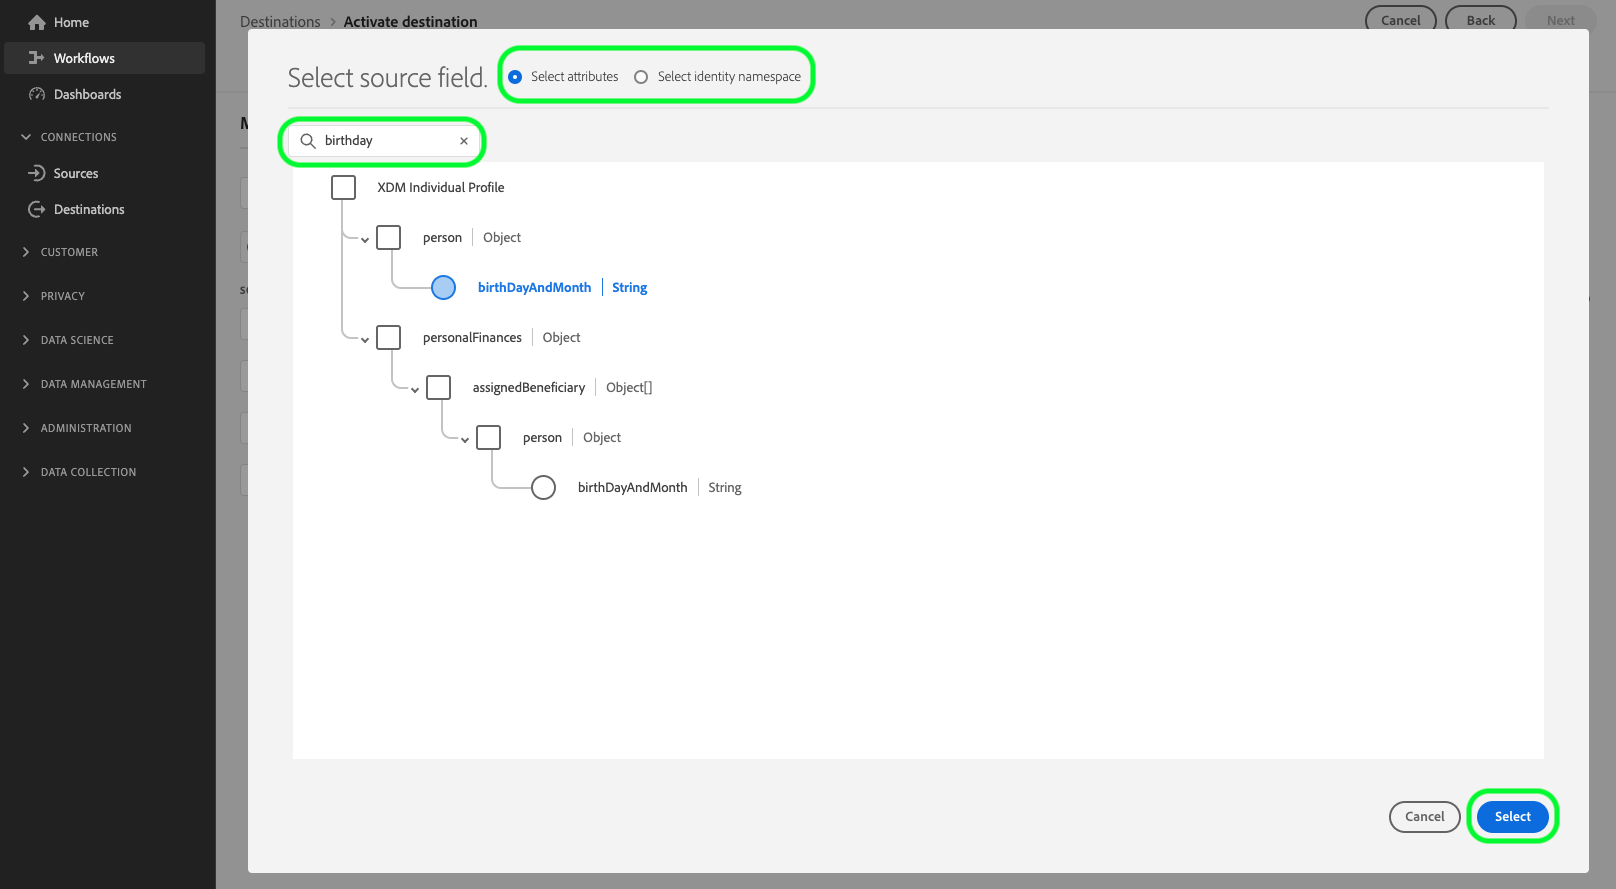 Home
Workflows
Dashboards
CONNECTIONS
Sources
Destinations
CUSTOMER
PRIVACY
DATA SCIENCE
DATA MANAGEMENT
ADMINISTRATION
DATA COLLECTION
Destinations > Activate destination
Cancel Back Next
Select source field. Select attributes Select identity namespace
birthday ×
XDM Individual Profile
person | Object
birthDayAndMonth | String
personalFinances | Object
assignedBeneficiary | Object[]
person | Object
birthDayAndMonth | String
Cancel Select